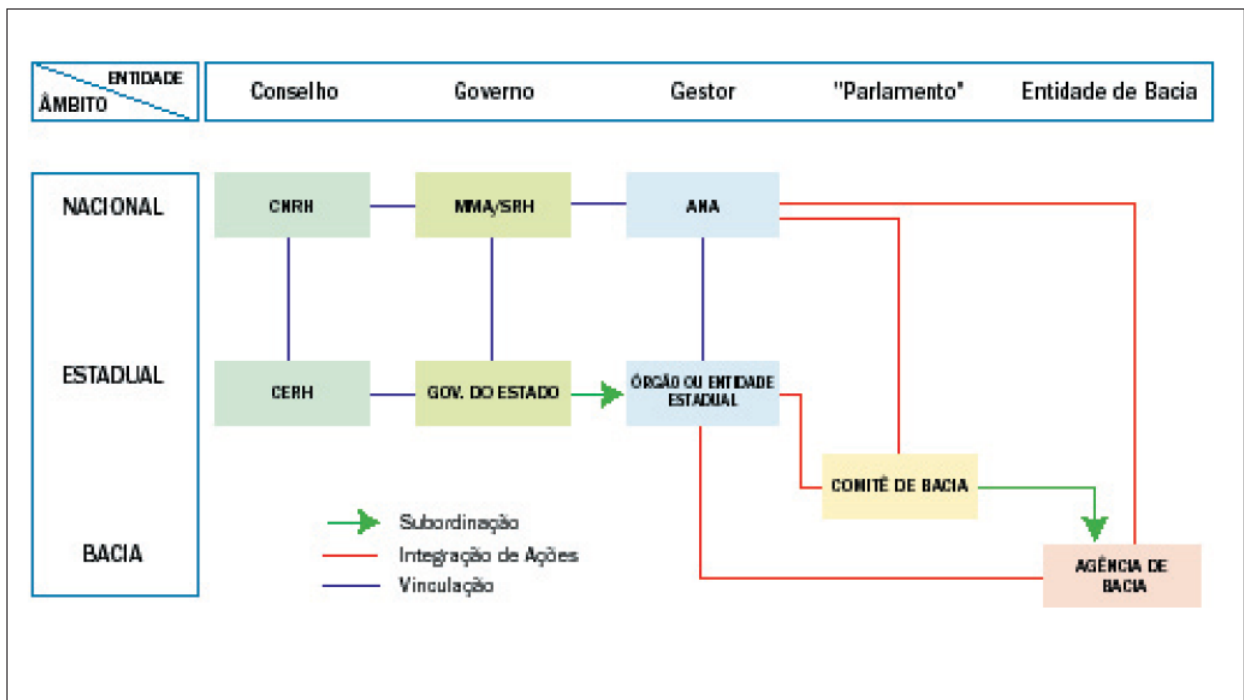 ENTIDADE
ÂMBITO
Conselho
Governo
Gestor
"Parlamento"
Entidade de Bacia
NACIONAL
CNRH
MMA/SRH
ANA
ESTADUAL
CERH
GOV. DO ESTADO
ÓRGÃO OU ENTIDADE
ESTADUAL
COMITÊ DE BACIA
BACIA
AGÊNCIA DE
BACIA
Subordinação
Integração de Ações
Vinculação